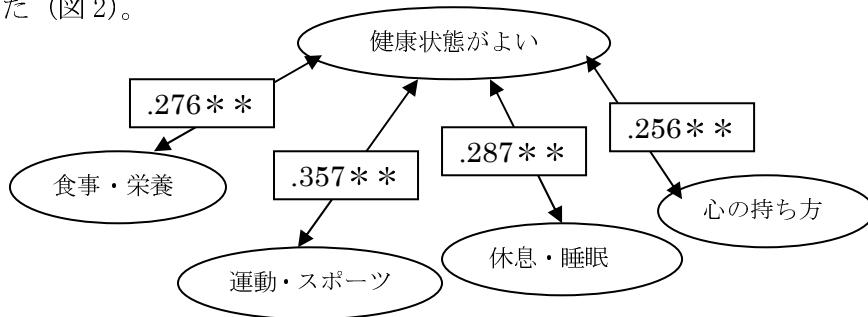 た（図2）。
健康状態がよい
.276＊＊
.256＊＊
.287＊＊
.357＊＊
食事・栄養
心の持ち方
休息・睡眠
運動・スポーツ